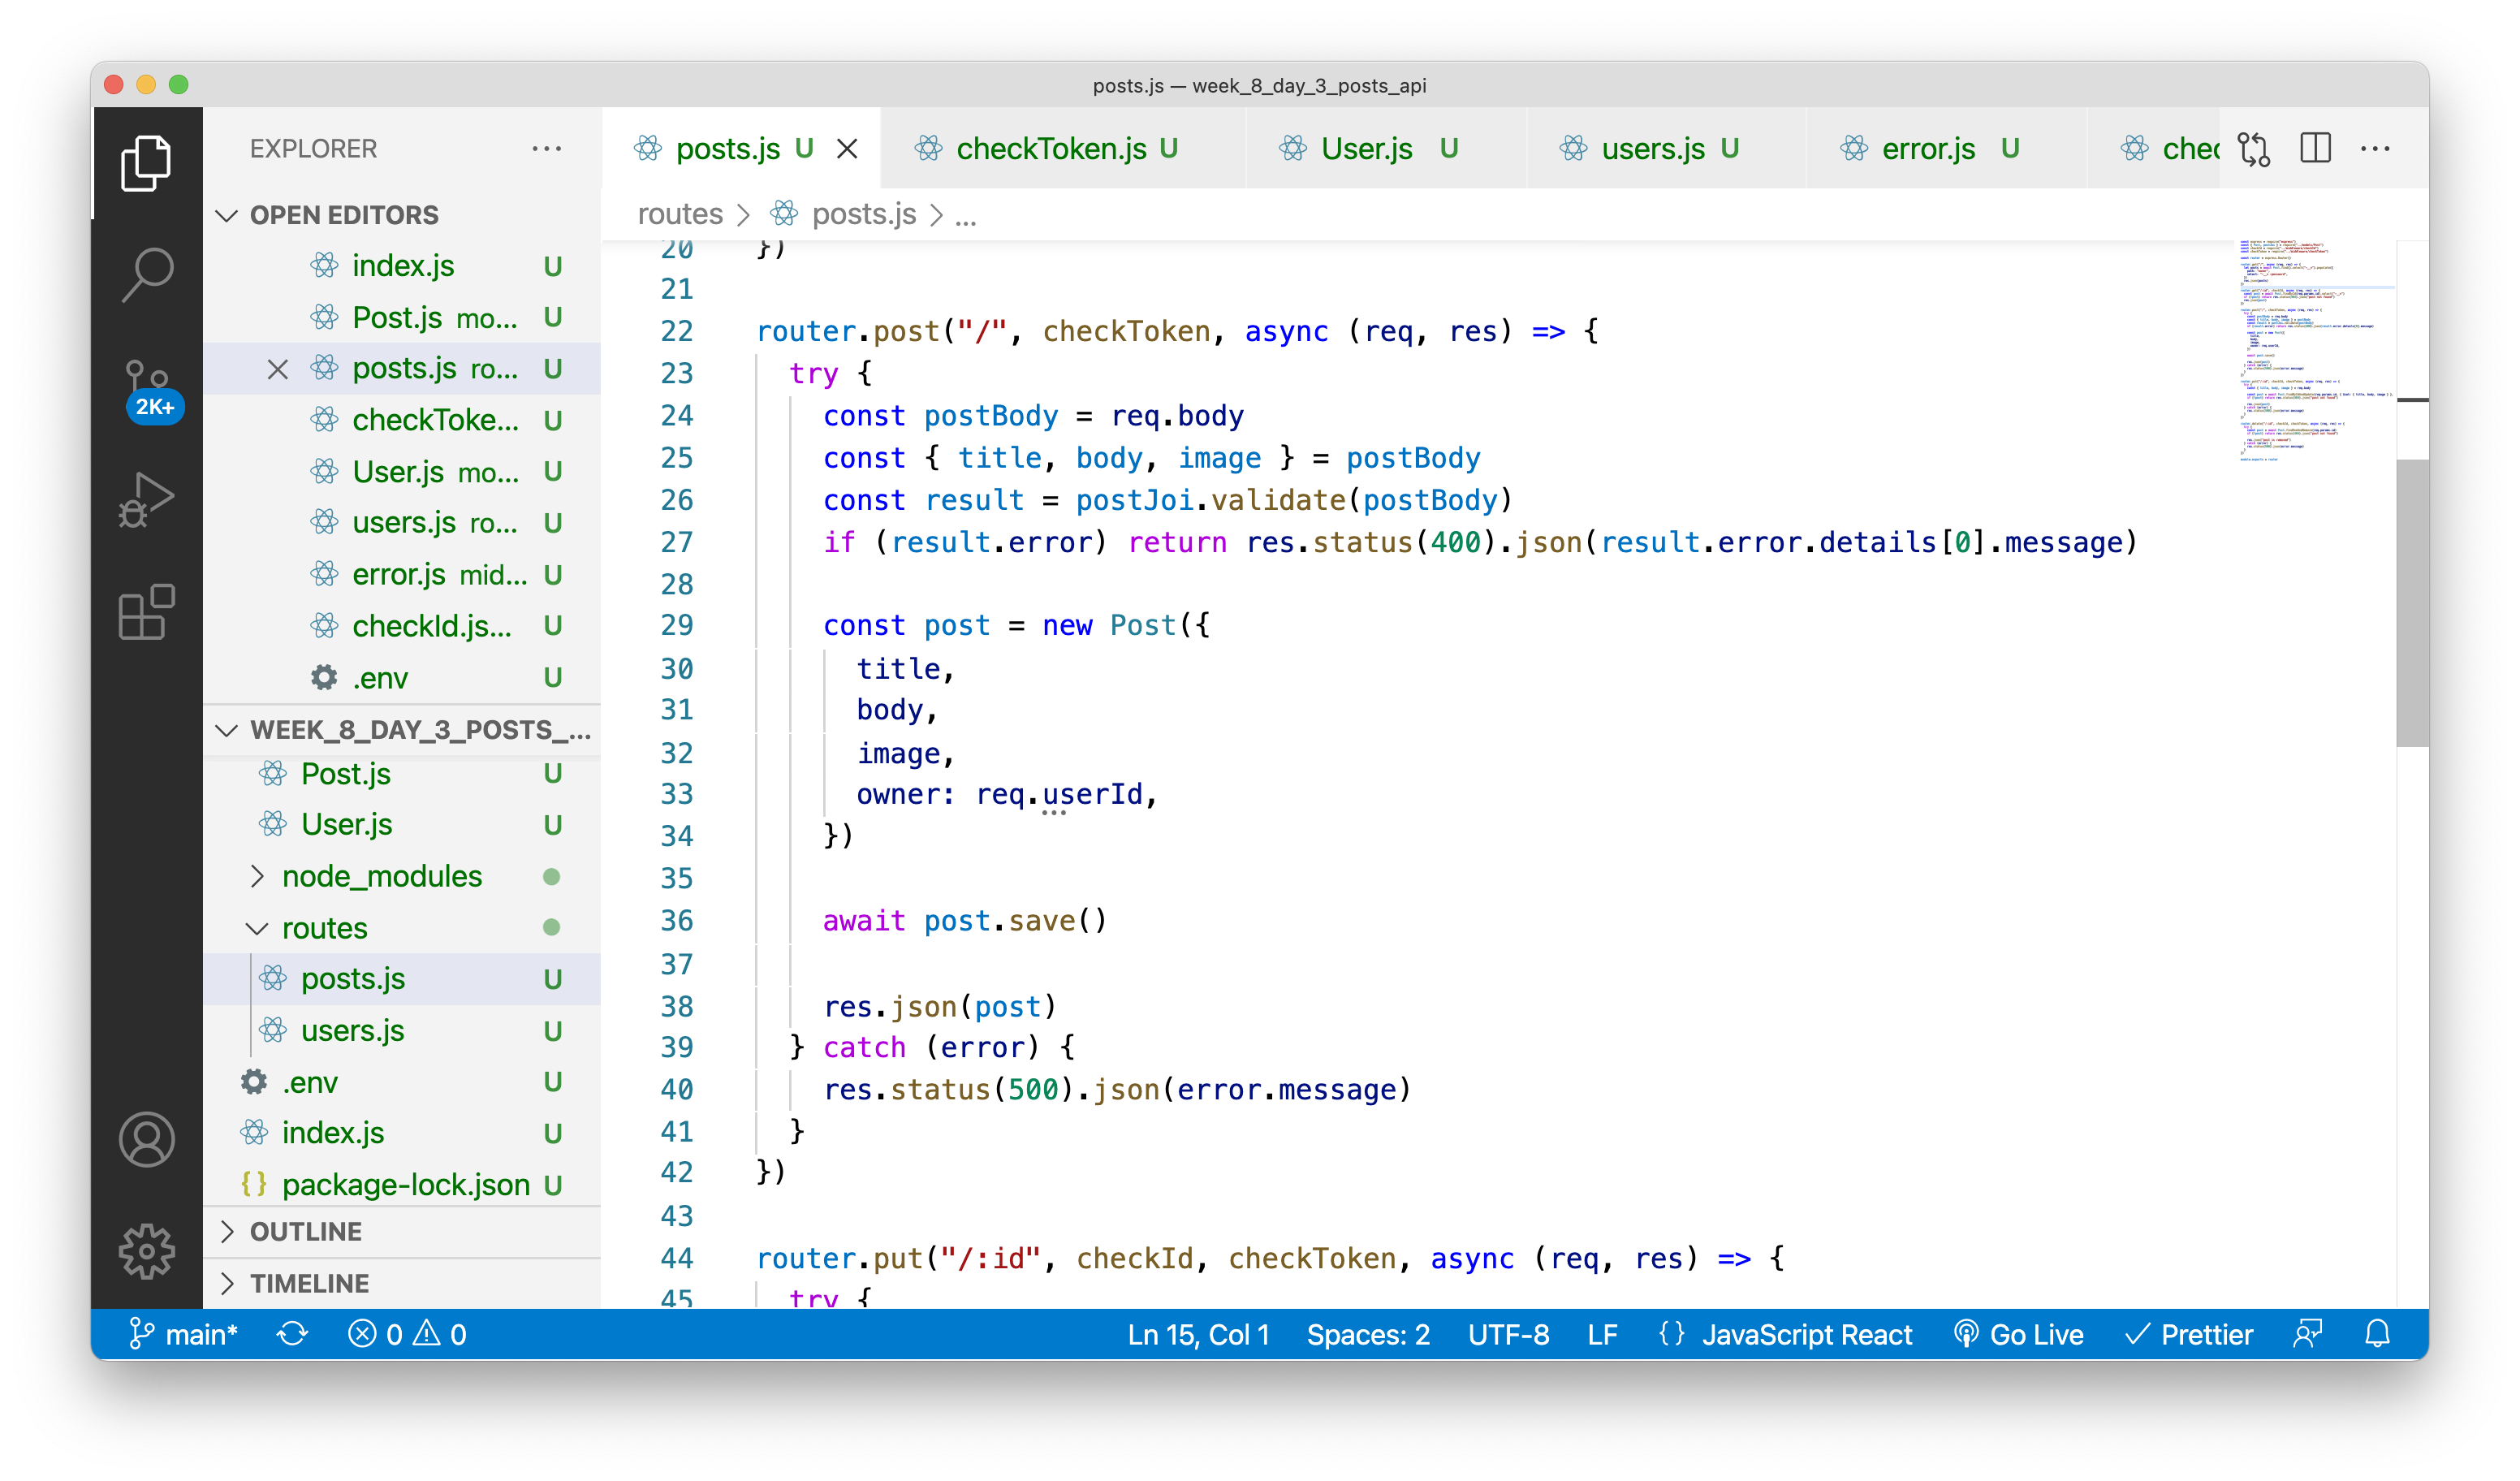 posts.js — week_8_day_3_posts_api
EXPLORER
OPEN EDITORS
index.js U
Post.js mo... U
posts.js ro... U
checkToke... U
User.js mo... U
users.js ro... U
error.js mid... U
checkId.js... U
.env U
WEEK_8_DAY_3_POSTS_...
Post.js U
User.js U
node_modules
routes
posts.js U
users.js U
.env U
index.js U
package-lock.json U
OUTLINE
TIMELINE
2K+
posts.js U checkToken.js U User.js U users.js U error.js U chec
routes > posts.js > ...
20 })
21
22 router.post("/", checkToken, async (req, res) => {
23 try {
24 const postBody = req.body
25 const { title, body, image } = postBody
26 const result = postJoi.validate(postBody)
27 if (result.error) return res.status(400).json(result.error.details[0].message)
28
29 const post = new Post({
30 title,
31 body,
32 image,
33 owner: req.userId,
34 })
35
36 await post.save()
37
38 res.json(post)
39 } catch (error) {
40 res.status(500).json(error.message)
41 }
42 })
43
44 router.put("/:id", checkId, checkToken, async (req, res) => {
45 try {
main* 0 0 Ln 15, Col 1 Spaces: 2 UTF-8 LF {} JavaScript React Go Live Prettier